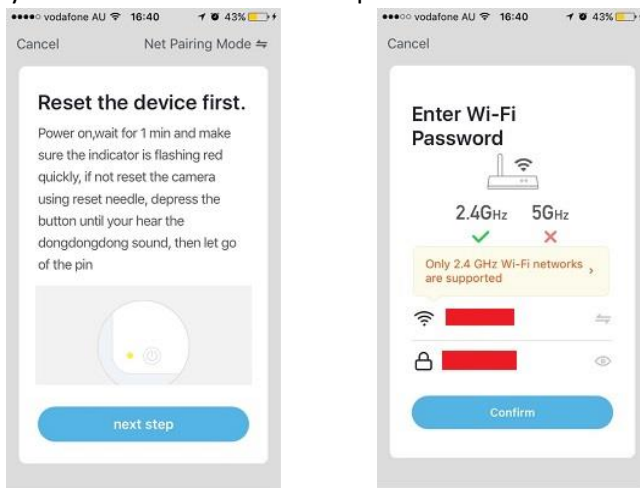 vodafone AU 16:40 43%
Cancel Net Pairing Mode
Reset the device first.
Power on,wait for 1 min and make
sure the indicator is flashing red
quickly, if not reset the camera
using reset needle, depress the
button until your hear the
dongdongdong sound, then let go
of the pin
next step
vodafone AU 16:40 43%
Cancel
Enter Wi-Fi
Password
2.4GHz 5GHz
Only 2.4 GHz Wi-Fi networks
are supported
Confirm